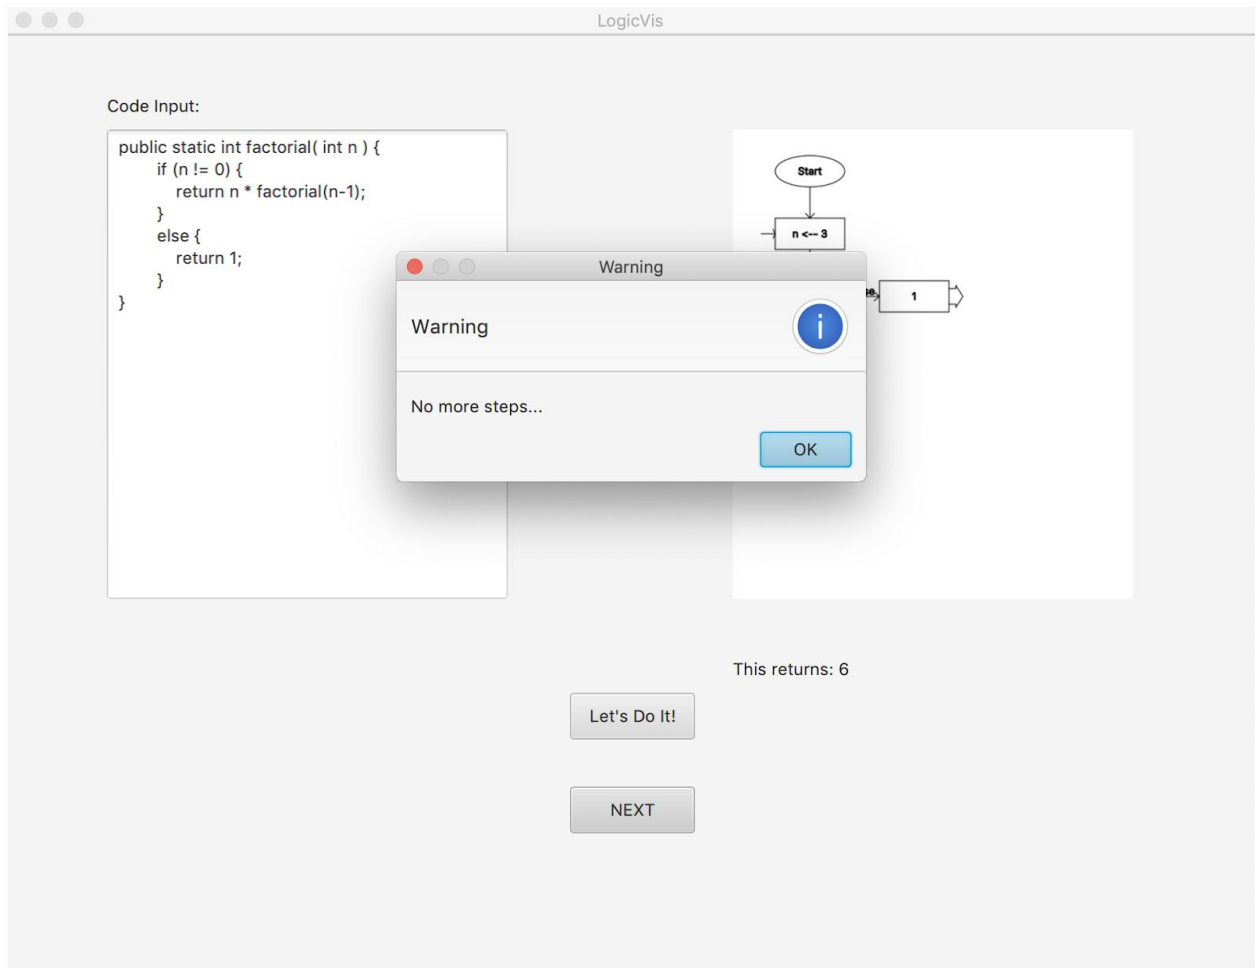 LogicVis
Code Input:
public static int factorial( int n ) {
if (n != 0) {
return n * factorial(n-1);
}
else {
return 1;
}
}
Start
n <-- 3
1
Warning
Warning
i
No more steps...
OK
This returns: 6
Let's Do It!
NEXT